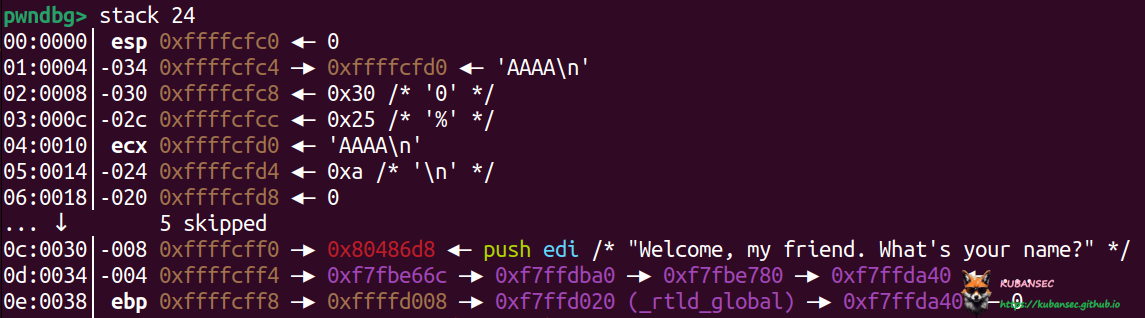 pwndbg> stack 24
00:0000│ esp 0xffffcfc0 ◂— 0
01:0004│-034 0xffffcfc4 —▸ 0xffffcfd0 ◂— 'AAAA\n'
02:0008│-030 0xffffcfc8 ◂— 0x30 /* '0' */
03:000c│-02c 0xffffcfcc ◂— 0x25 /* '%' */
04:0010│ ecx 0xffffcfd0 ◂— 'AAAA\n'
05:0014│-024 0xffffcfd4 ◂— 0xa /* '\n' */
06:0018│-020 0xffffcfd8 ◂— 0
... ↓ 5 skipped
0c:0030│-008 0xffffcff0 —▸ 0x80486d8 ◂— push edi /* "Welcome, my friend. What's your name?" */
0d:0034│-004 0xffffcff4 —▸ 0xf7fbe66c —▸ 0xf7ffdba0 —▸ 0xf7fbe780 —▸ 0xf7ffda40
0e:0038│ ebp 0xffffcff8 —▸ 0xffffd008 —▸ 0xf7ffd020 (_rtld_global) —▸ 0xf7ffda40 ◂— 0
KUBANSEC
https://kubansec.github.io